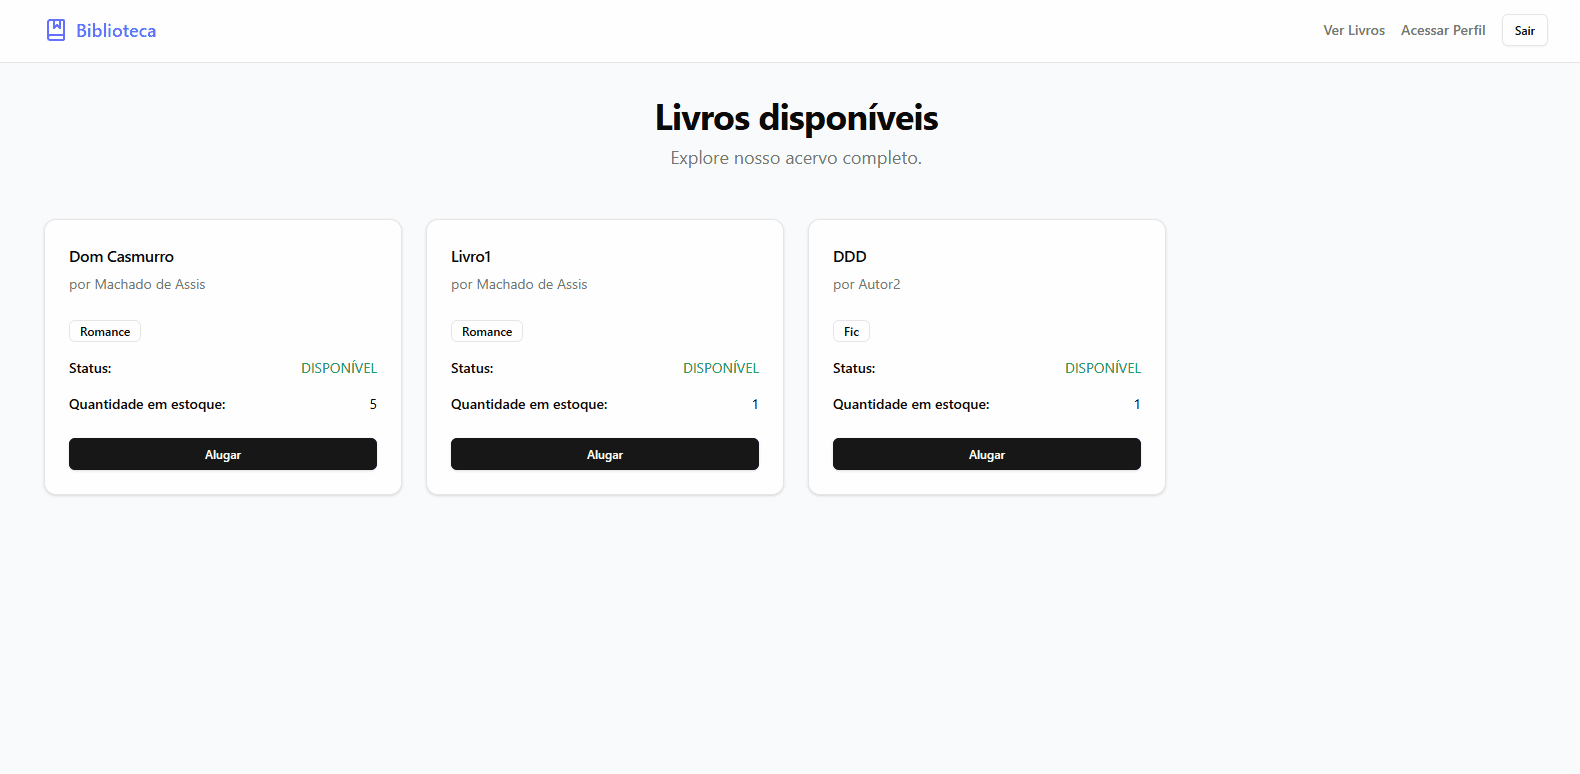 Biblioteca
Ver Livros
Acessar Perfil
Sair
Livros disponíveis
Explore nosso acervo completo.
Dom Casmurro
por Machado de Assis
Romance
Status: DISPONÍVEL
Quantidade em estoque: 5
Alugar
Livro1
por Machado de Assis
Romance
Status: DISPONÍVEL
Quantidade em estoque: 1
Alugar
DDD
por Autor2
Fic
Status: DISPONÍVEL
Quantidade em estoque: 1
Alugar